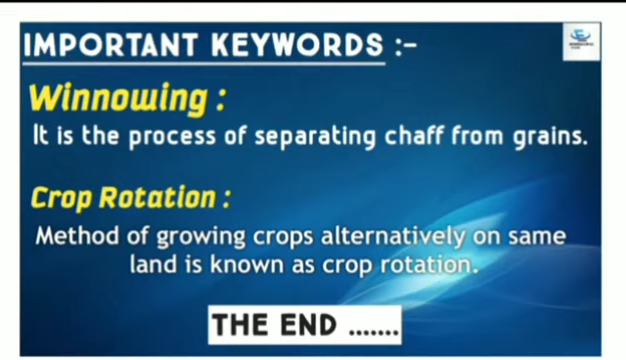 IMPORTANT KEYWORDS :-
Winnowing :
It is the process of separating chaff from grains.
Crop Rotation :
Method of growing crops alternatively on same
land is known as crop rotation.
THE END .......